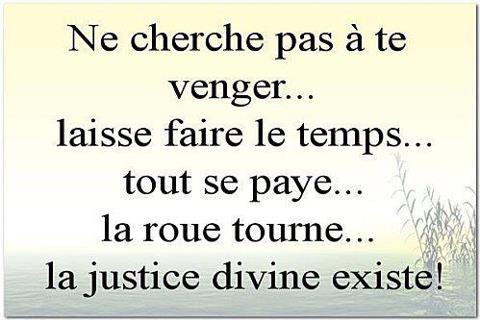 Ne cherche pas à te
venger...
laisse faire le temps...
tout se paye...
la roue tourne...
la justice divine existe!